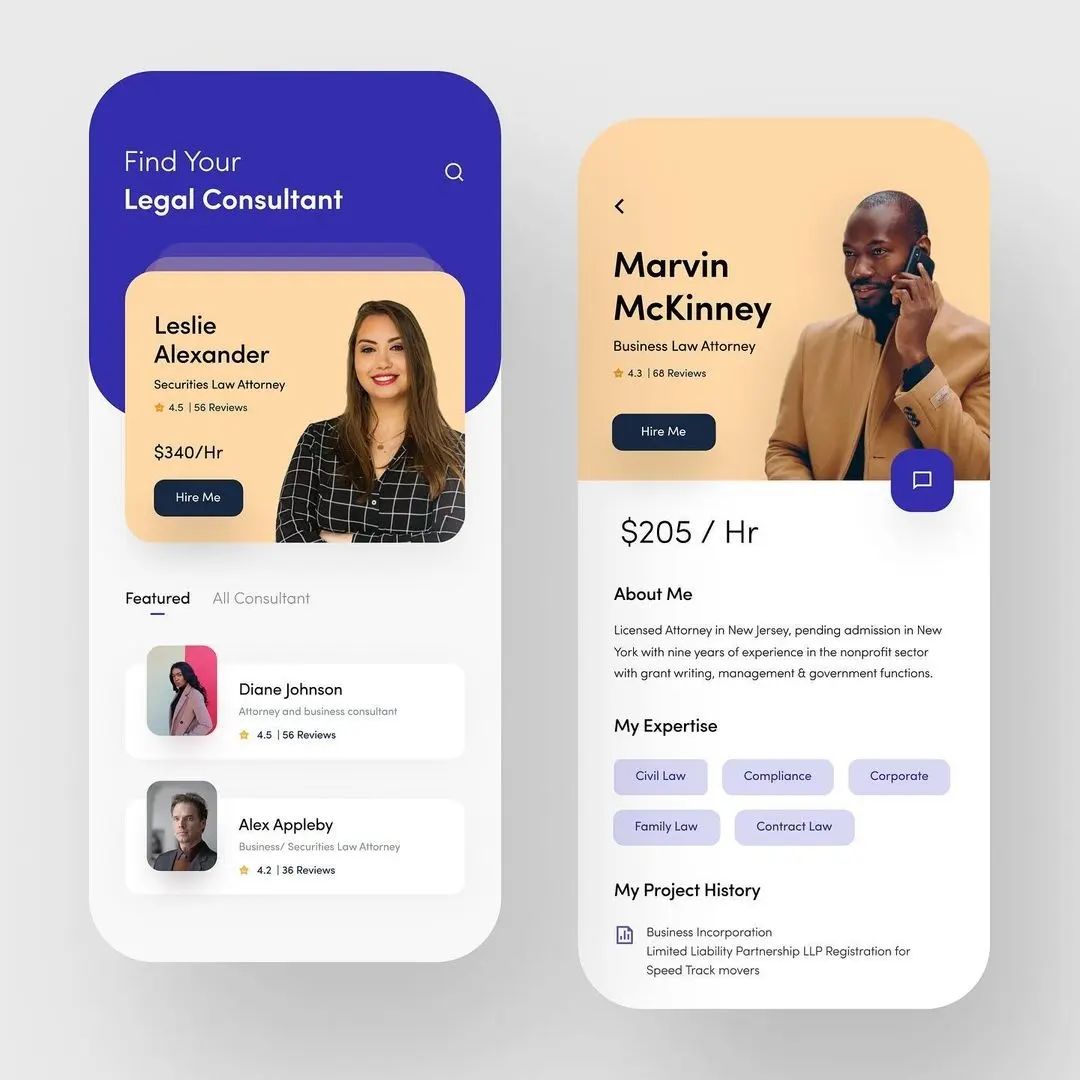 Find Your
Legal Consultant
Leslie
Alexander
Securities Law Attorney
4.5 | 56 Reviews
$340/Hr
Hire Me
Featured
All Consultant
Diane Johnson
Attorney and business consultant
4.5 | 56 Reviews
Alex Appleby
Business/ Securities Law Attorney
4.2 | 36 Reviews
Marvin
McKinney
Business Law Attorney
4.3 | 68 Reviews
Hire Me
$205 / Hr
About Me
Licensed Attorney in New Jersey, pending admission in New
York with nine years of experience in the nonprofit sector
with grant writing, management & government functions.
My Expertise
Civil Law
Compliance
Corporate
Family Law
Contract Law
My Project History
Business Incorporation
Limited Liability Partnership LLP Registration for
Speed Track movers